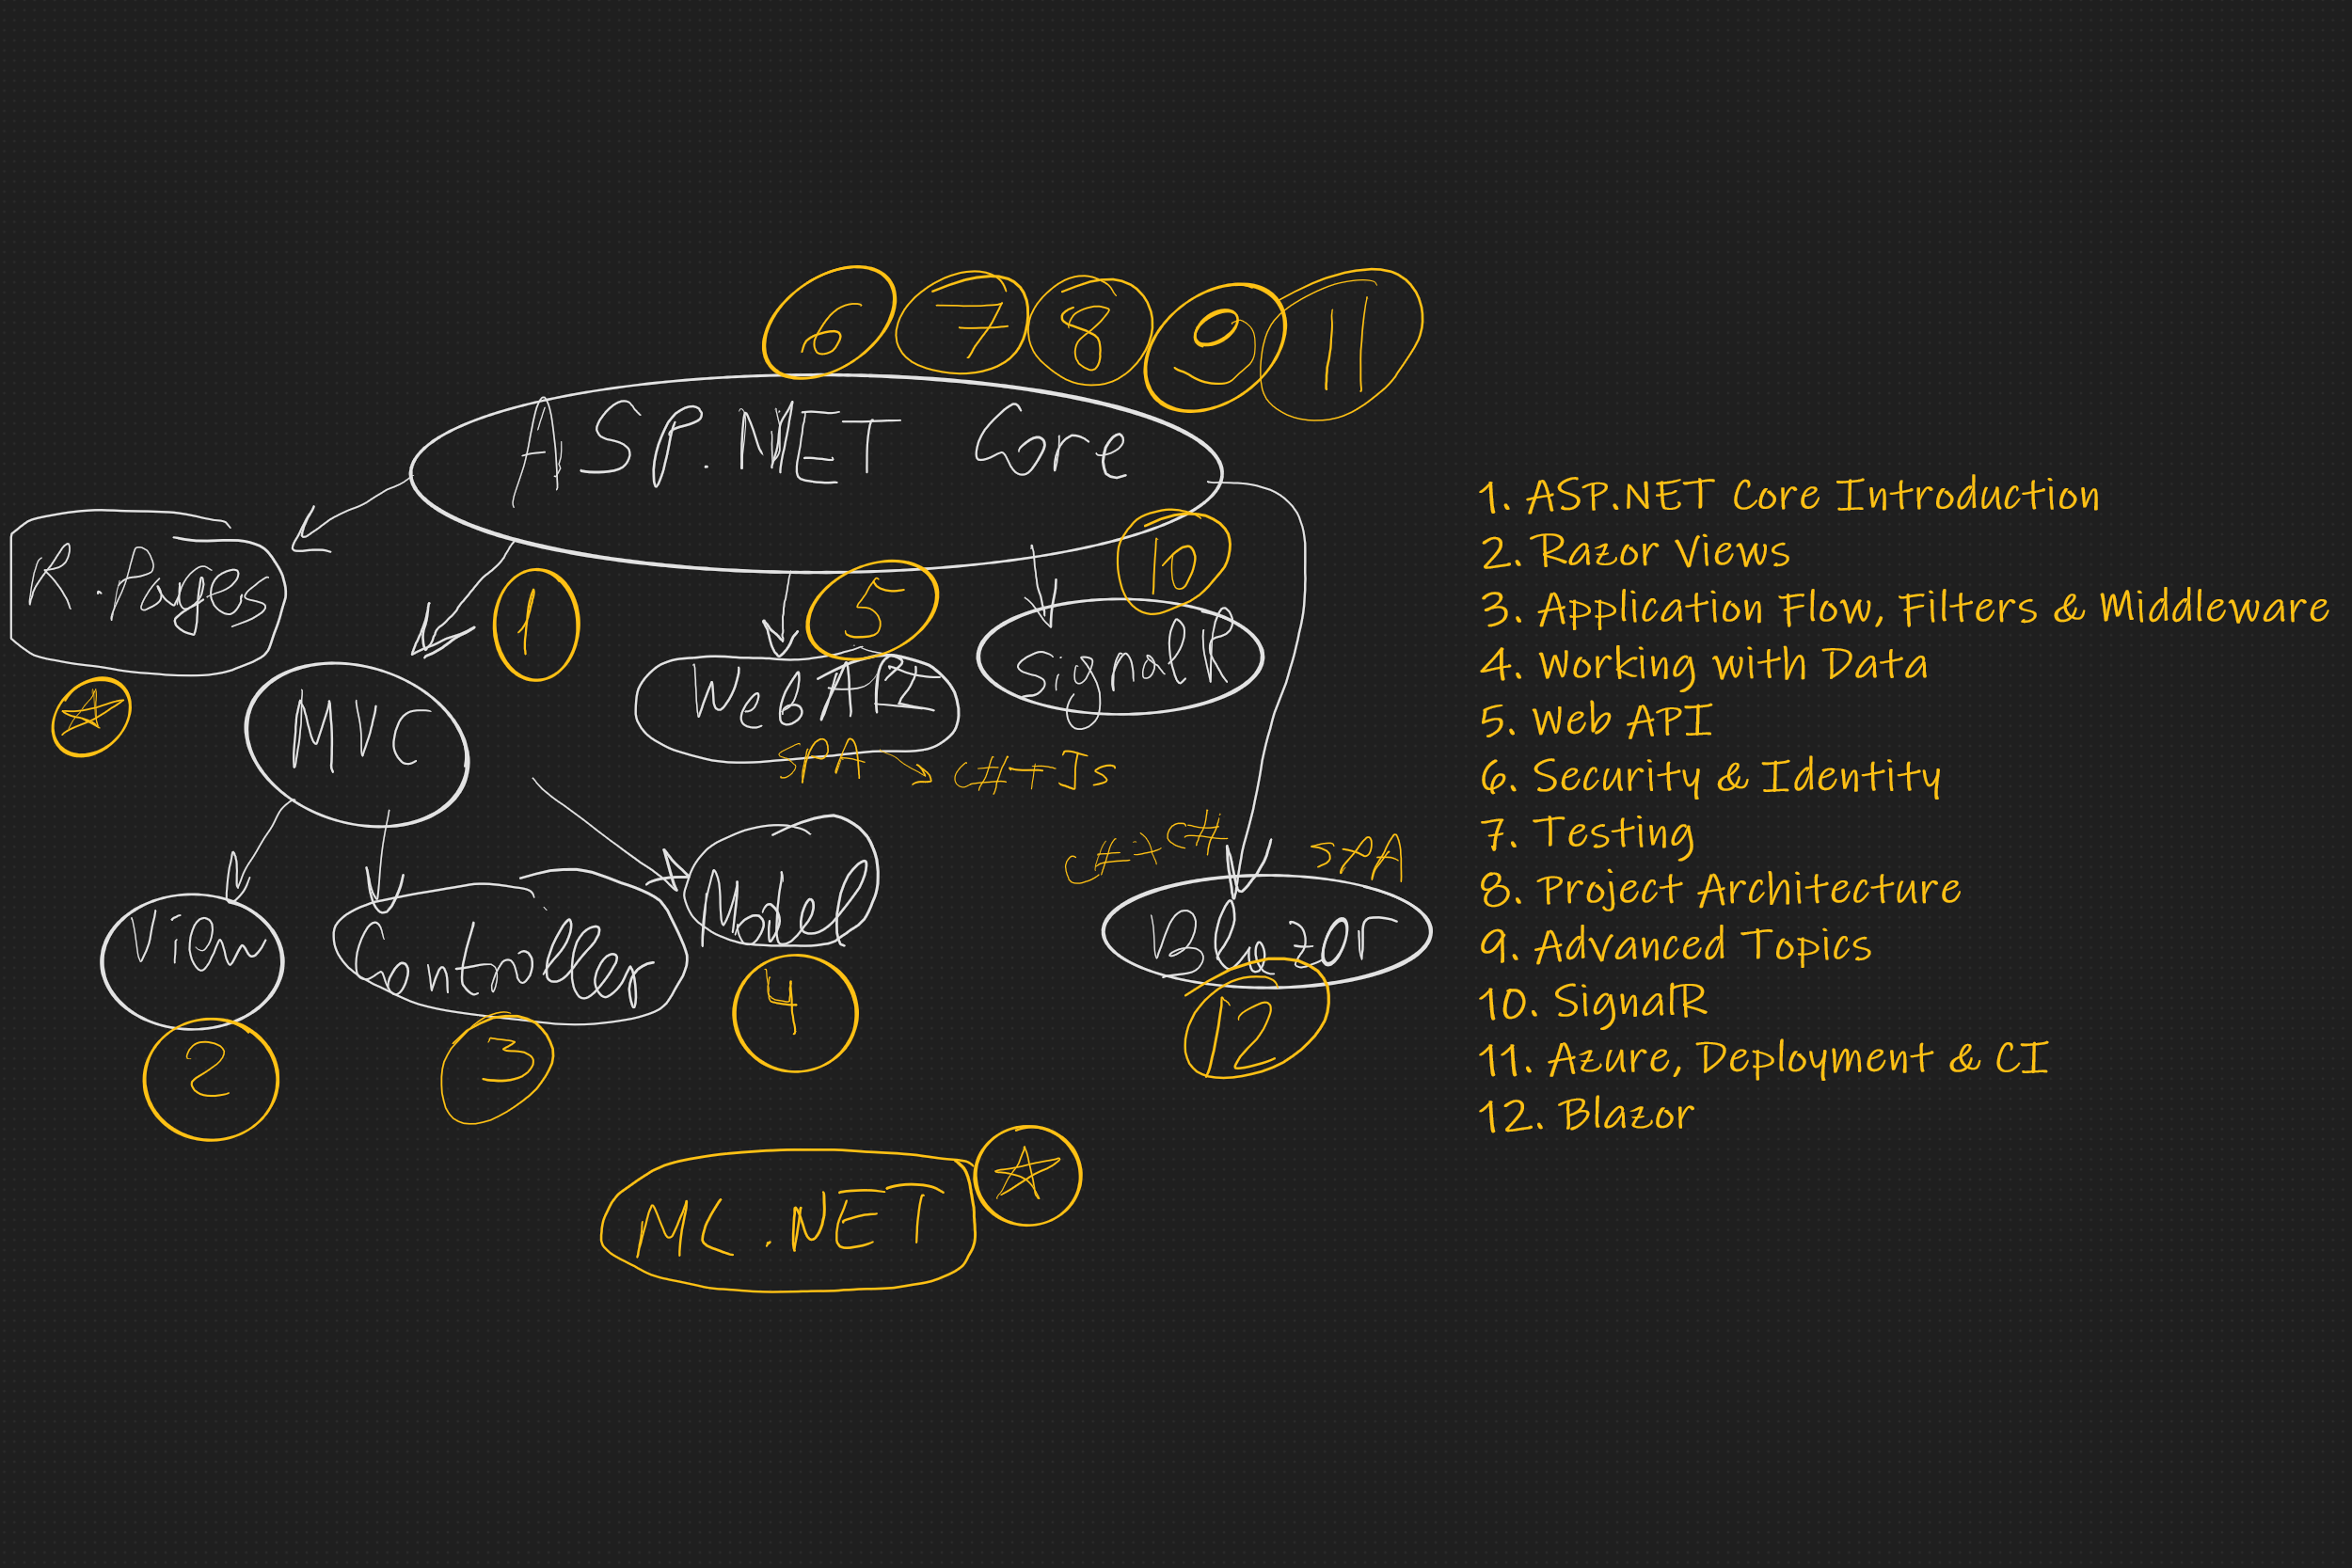 6 7 8 9 11
ASP.NET Core
R.Pages
1
5
10
MVC
Web API
SignalR
SPA → C#+Js
C#+C#
SPA
View
Controller
Model
Blazor
2
3
4
12
ML.NET
1. ASP.NET Core Introduction
2. Razor Views
3. Application Flow, Filters & Middleware
4. Working with Data
5. Web API
6. Security & Identity
7. Testing
8. Project Architecture
9. Advanced Topics
10. SignalR
11. Azure, Deployment & CI
12. Blazor